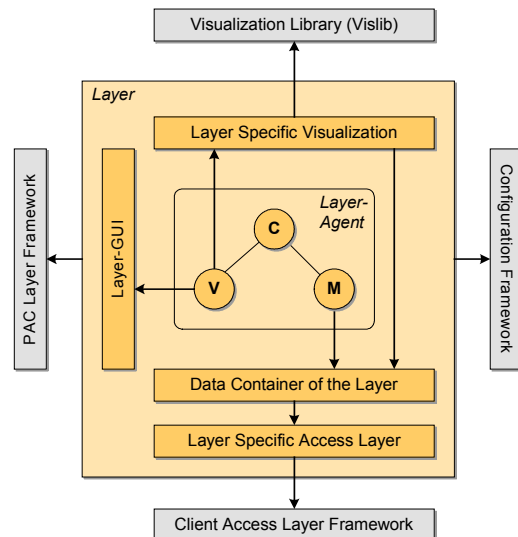 Visualization Library (Vislib)
Layer
Layer Specific Visualization
PAC Layer Framework
Layer-GUI
Layer-
Agent
C
V
M
Configuration Framework
Data Container of the Layer
Layer Specific Access Layer
Client Access Layer Framework